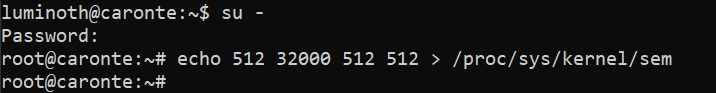 luminoth@caronte:~$ su -
Password:
root@caronte:~# echo 512 32000 512 512 > /proc/sys/kernel/sem
root@caronte:~#